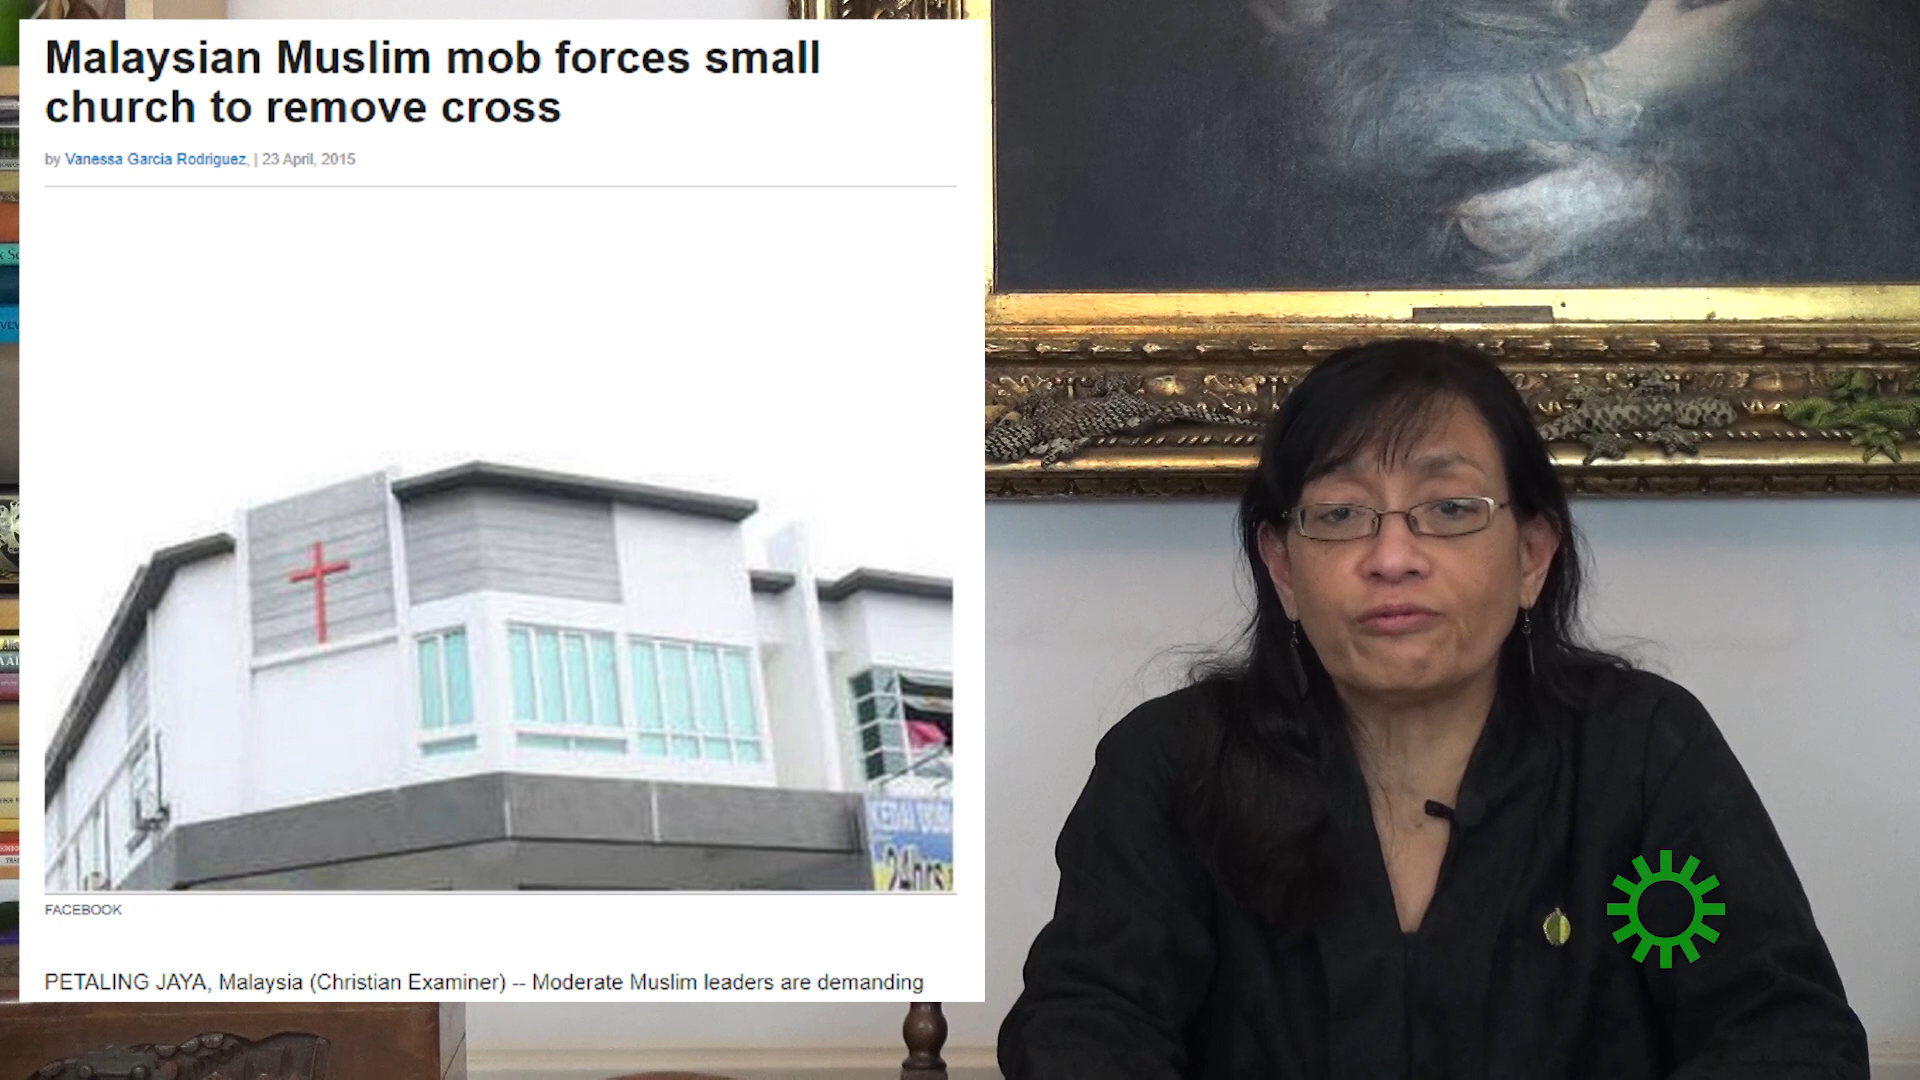 Malaysian Muslim mob forces small
church to remove cross
by Vanessa Garcia Rodriguez, | 23 April, 2015
24hrs
FACEBOOK
PETALING JAYA, Malaysia (Christian Examiner) -- Moderate Muslim leaders are demanding